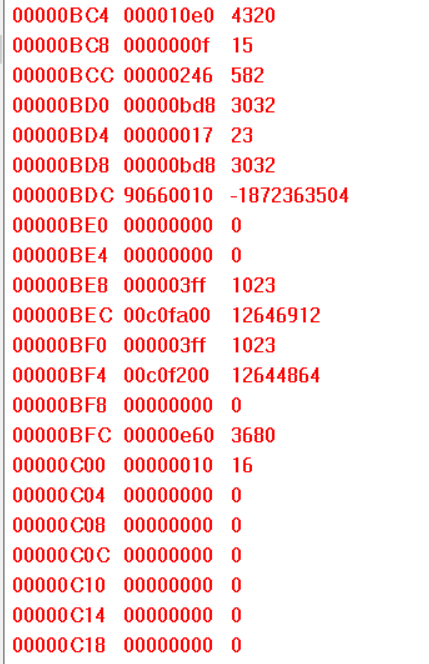 00000BC4 000010e0 4320
00000BC8 0000000f 15
00000BCC 00000246 582
00000BD0 00000bd8 3032
00000BD4 00000017 23
00000BD8 00000bd8 3032
00000BDC 90660010 -1872363504
00000BE0 00000000 0
00000BE4 00000000 0
00000BE8 000003ff 1023
00000BEC 00c0fa00 12646912
00000BF0 000003ff 1023
00000BF4 00c0f200 12644864
00000BF8 00000000 0
00000BFC 00000e60 3680
00000C00 00000010 16
00000C04 00000000 0
00000C08 00000000 0
00000C0C 00000000 0
00000C10 00000000 0
00000C14 00000000 0
00000C18 00000000 0